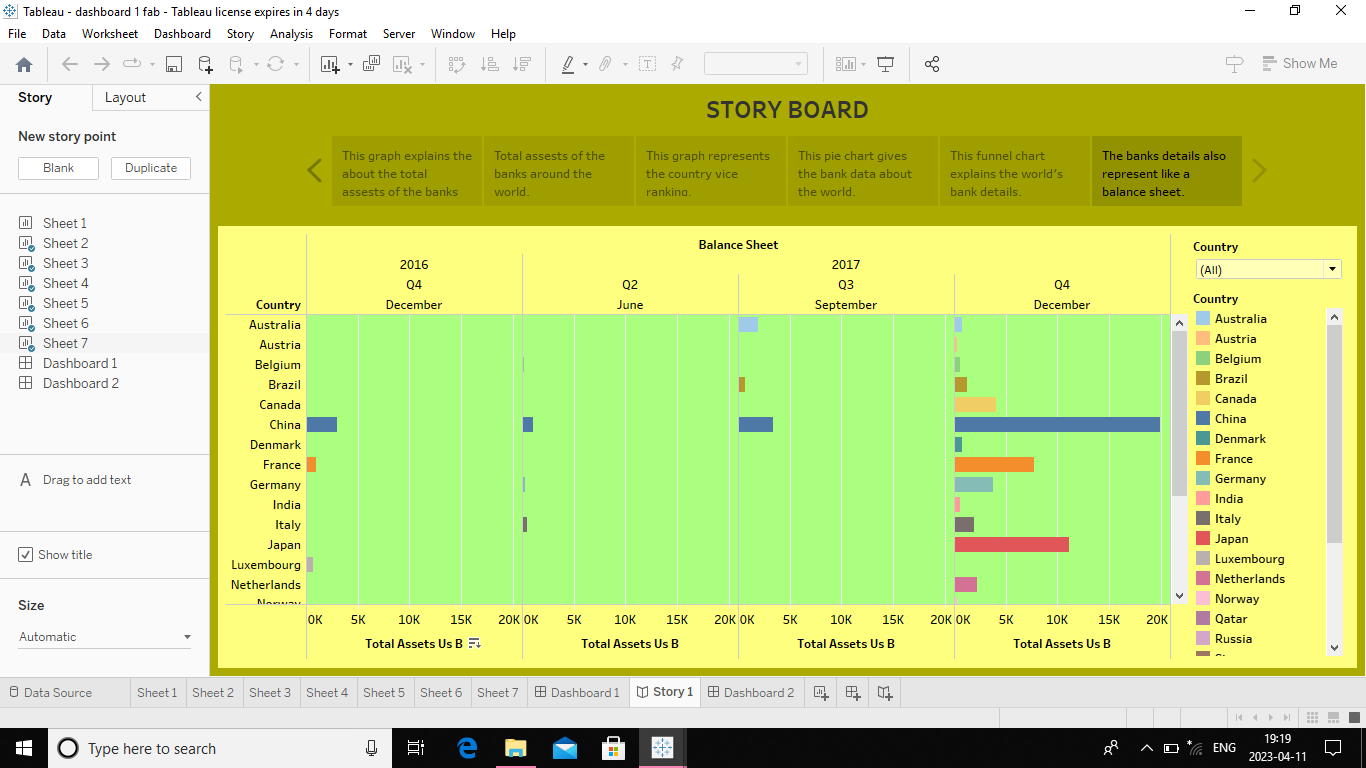 Tableau - dashboard 1 fab - Tableau license expires in 4 days
File Data Worksheet Dashboard Story Analysis Format Server Window Help
Show Me
Story Layout
New story point
Blank Duplicate
Sheet 1
Sheet 2
Sheet 3
Sheet 4
Sheet 5
Sheet 6
Sheet 7
Dashboard 1
Dashboard 2
A Drag to add text
Show title
Size
Automatic
STORY BOARD
This graph explains the
about the total
assests of the banks
Total assests of the
banks around the
world.
This graph represents
the country vice
ranking.
This pie chart gives
the bank data about
the world.
This funnel chart
explains the world's
bank details.
The banks details also
represent like a
balance sheet.
Balance Sheet
2016 2017
Q4 Q2 Q3 Q4
Country December June September December
Australia
Austria
Belgium
Brazil
Canada
China
Denmark
France
Germany
India
Italy
Japan
Luxembourg
Netherlands
Norway
0K 5K 10K 15K 20K 0K 5K 10K 15K 20K 0K 5K 10K 15K 20K 0K 5K 10K 15K 20K
Total Assets Us B Total Assets Us B Total Assets Us B Total Assets Us B
Country
(All)
Country
Australia
Austria
Belgium
Brazil
Canada
China
Denmark
France
Germany
India
Italy
Japan
Luxembourg
Netherlands
Norway
Qatar
Russia
Data Source Sheet 1 Sheet 2 Sheet 3 Sheet 4 Sheet 5 Sheet 6 Sheet 7 Dashboard 1 Story 1 Dashboard 2
Type here to search
ENG
19:19
2023-04-11